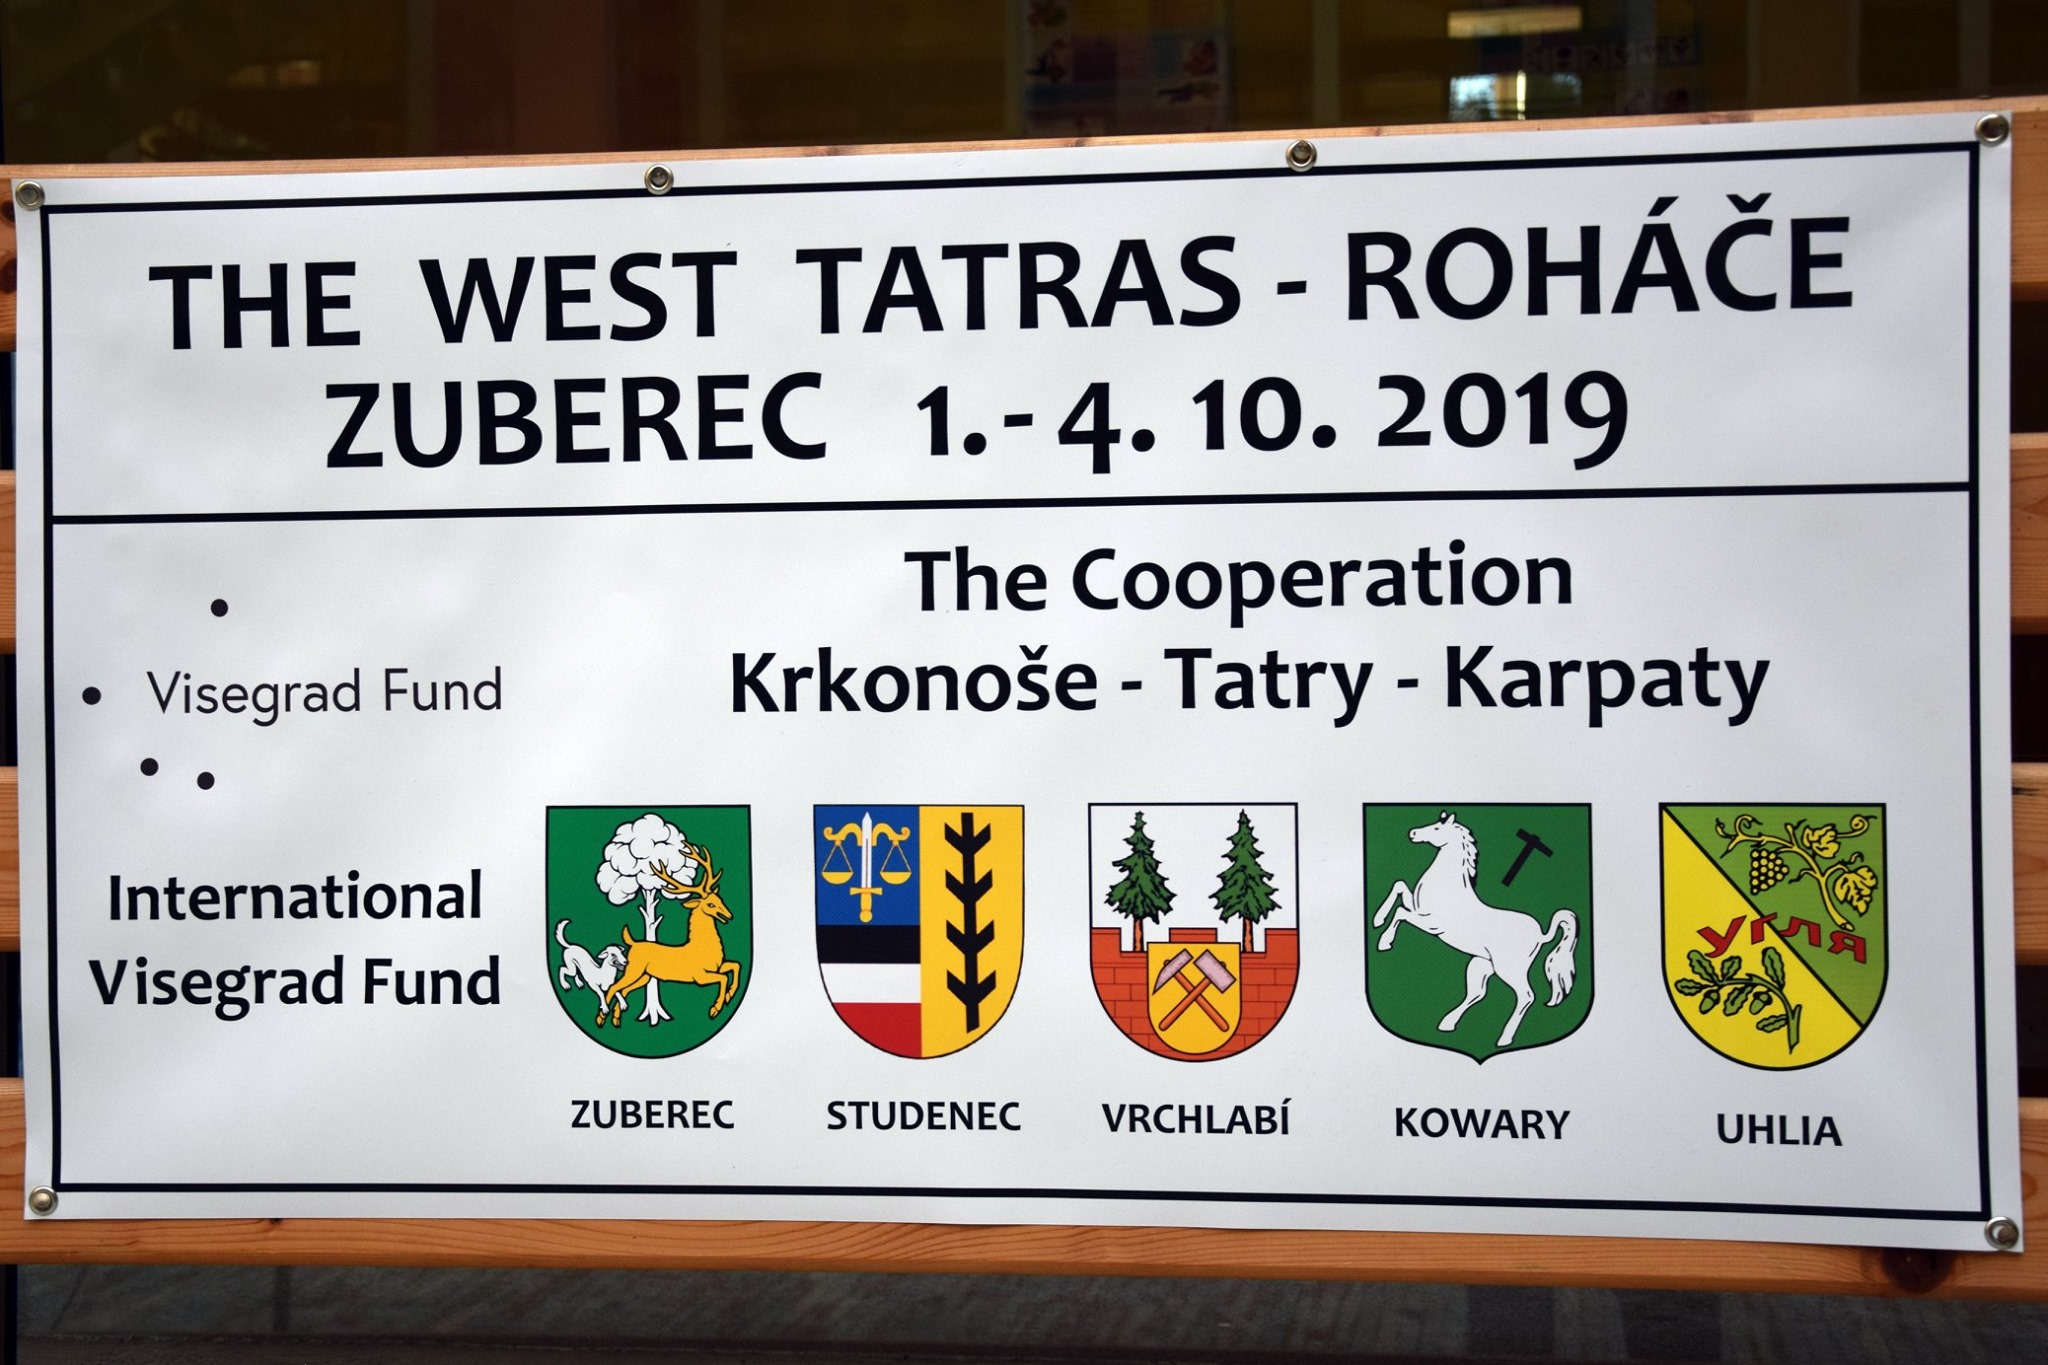 THE WEST TATRAS - ROHÁČE
ZUBEREC 1.- 4. 10. 2019
The Cooperation
Krkonoše - Tatry - Karpaty
Visegrad Fund
International
Visegrad Fund
угля
ZUBEREC
STUDENEC
VRCHLABÍ
KOWARY
UHLIA